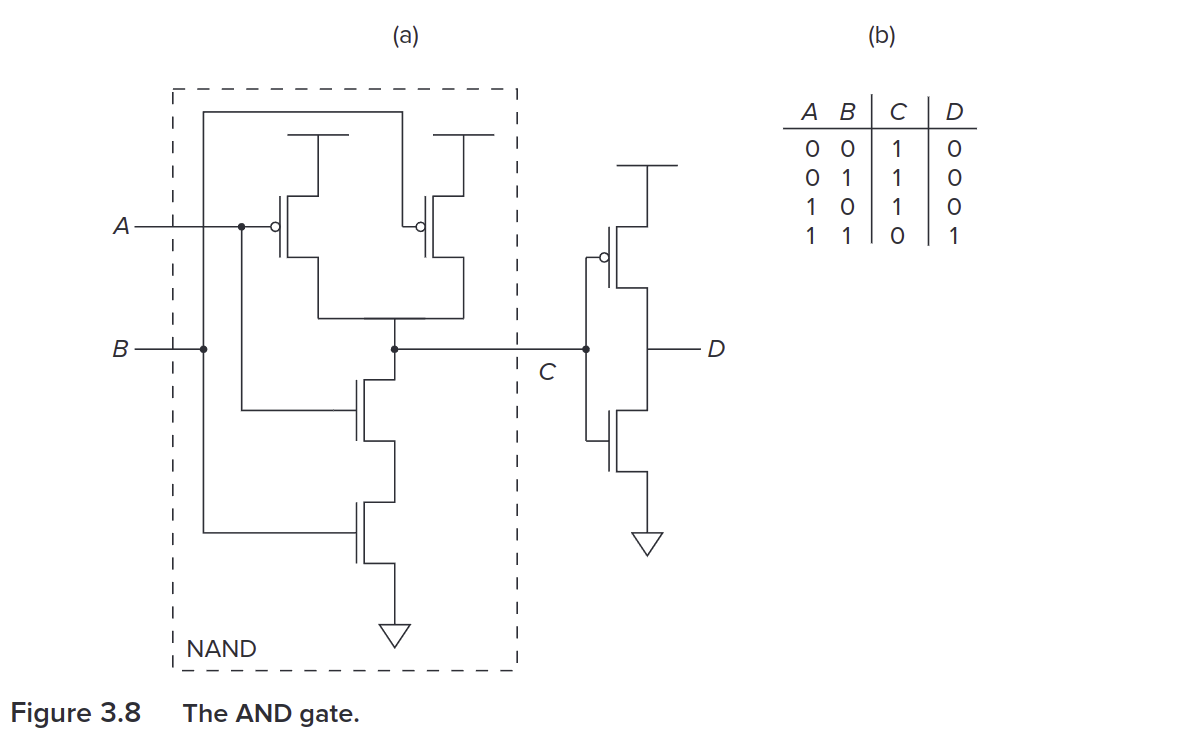 (a) (b)
A B C D
0 0 1 0
0 1 1 0
1 0 1 0
1 1 0 1
A
B
C
D
NAND
Figure 3.8 The AND gate.